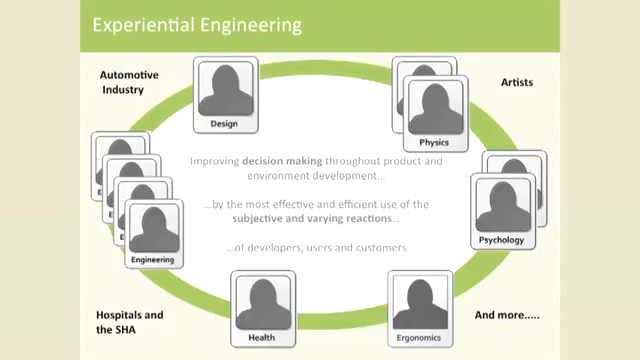 Experiential Engineering
Automotive
Industry
Design
Physics
Artists
Improving decision making throughout product and
environment development...
...by the most effective and efficient use of the
subjective and varying reactions...
...of developers, users and customers
E
E
E
Engineering
Psychology
Hospitals and
the SHA
Health
Ergonomics
And more.....